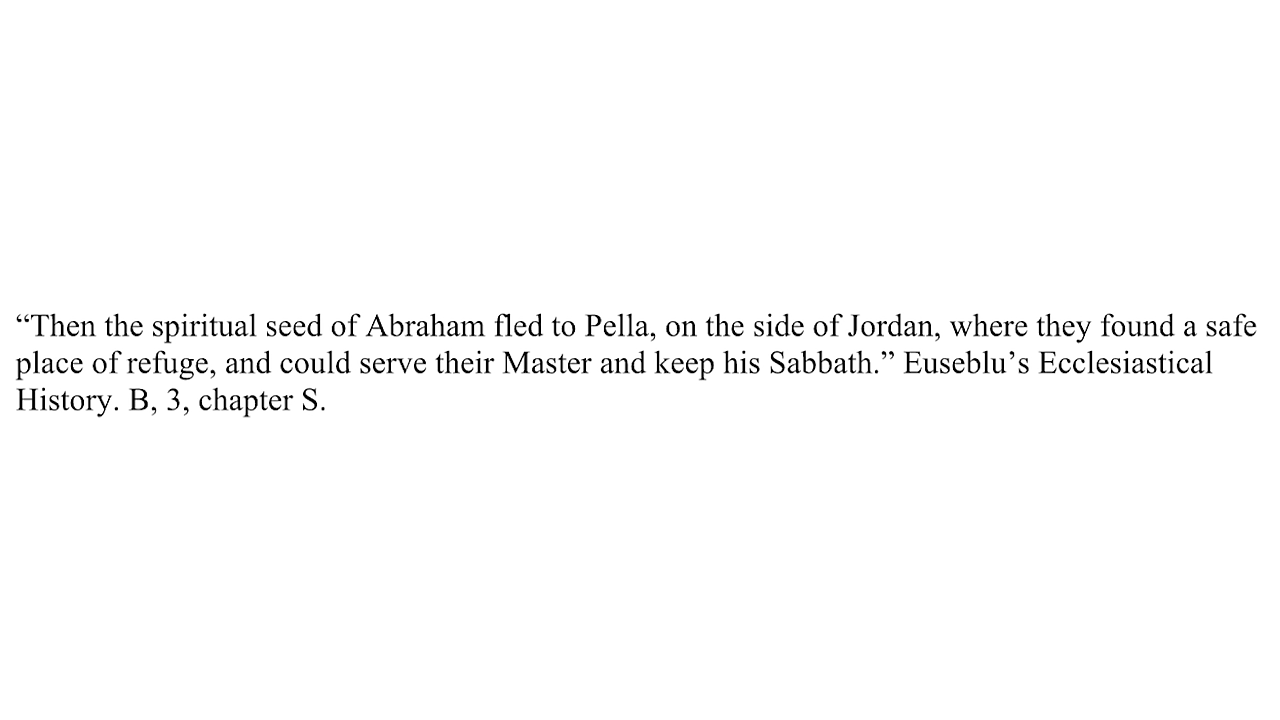 “Then the spiritual seed of Abraham fled to Pella, on the side of Jordan, where they found a safe
place of refuge, and could serve their Master and keep his Sabbath.” Euseblu’s Ecclesiastical
History. B, 3, chapter S.